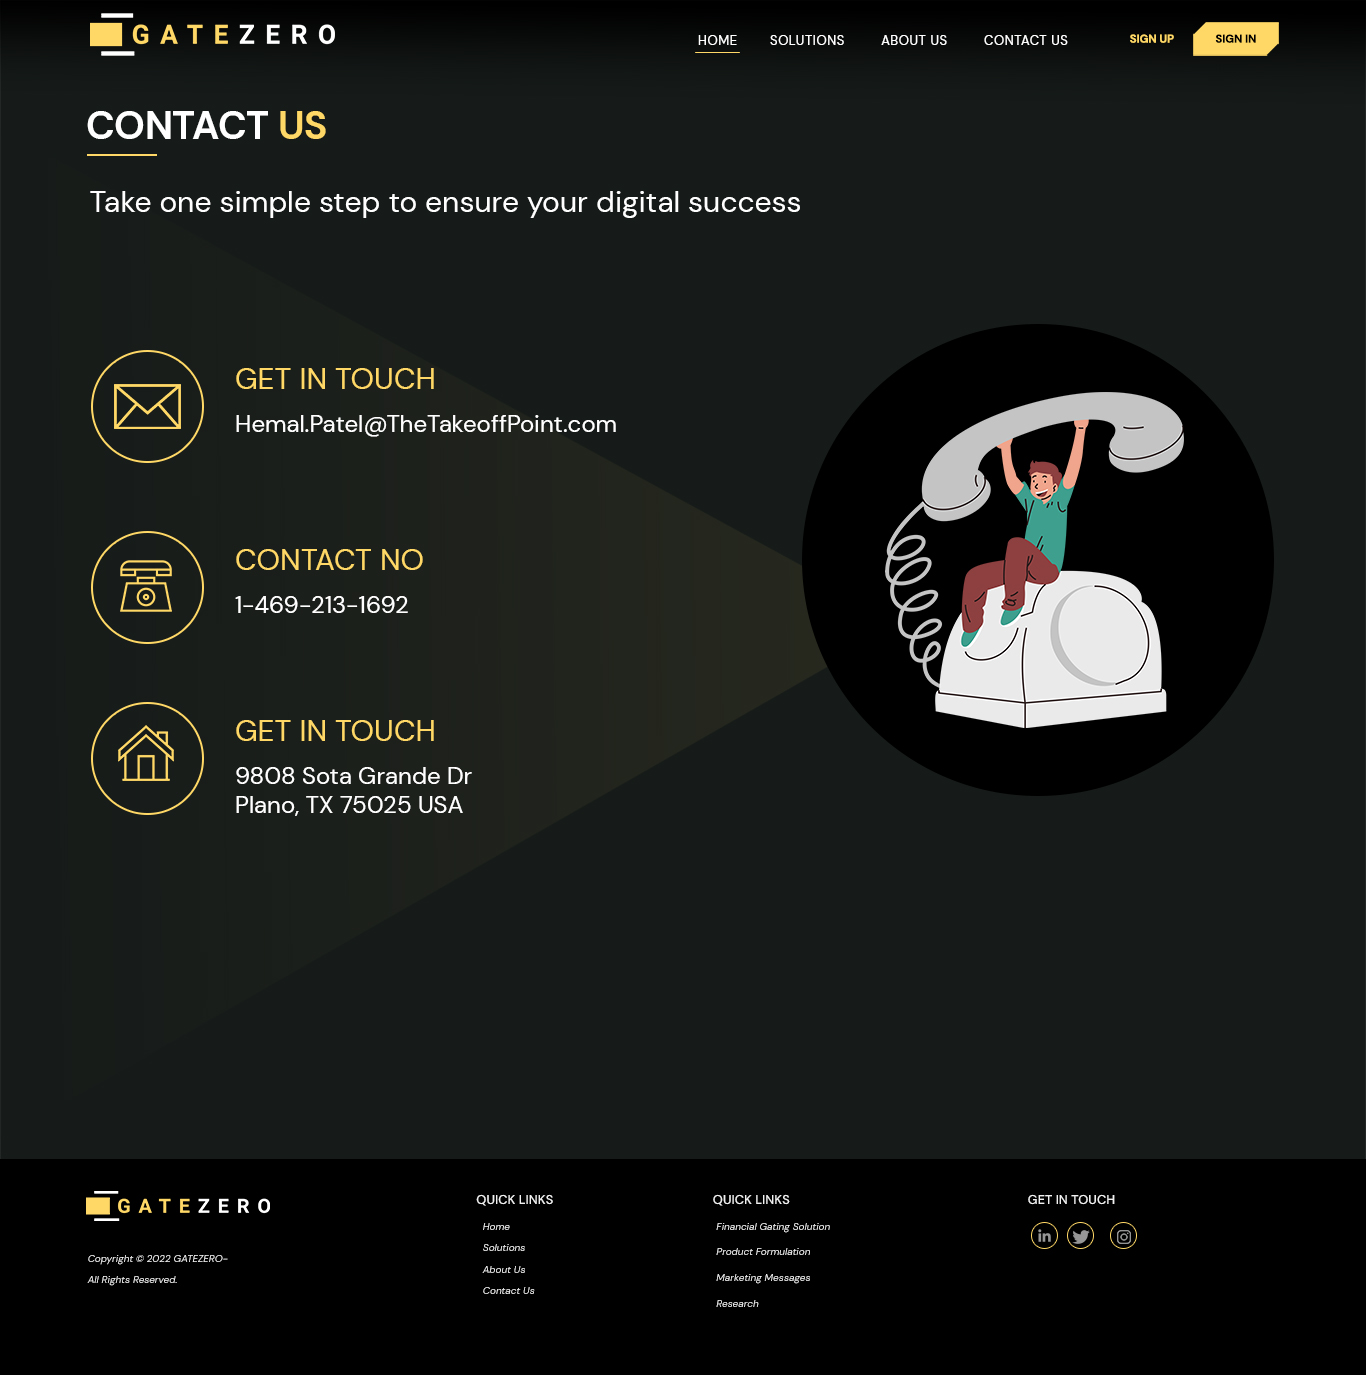 GATEZERO
HOME SOLUTIONS ABOUT US CONTACT US SIGN UP SIGN IN
CONTACT US
Take one simple step to ensure your digital success
GET IN TOUCH
Hemal.Patel@TheTakeoffPoint.com
CONTACT NO
1-469-213-1692
GET IN TOUCH
9808 Sota Grande Dr
Plano, TX 75025 USA
GATEZERO
Copyright © 2022 GATEZERO-
All Rights Reserved.
QUICK LINKS
Home
Solutions
About Us
Contact Us
QUICK LINKS
Financial Gating Solution
Product Formulation
Marketing Messages
Research
GET IN TOUCH
in